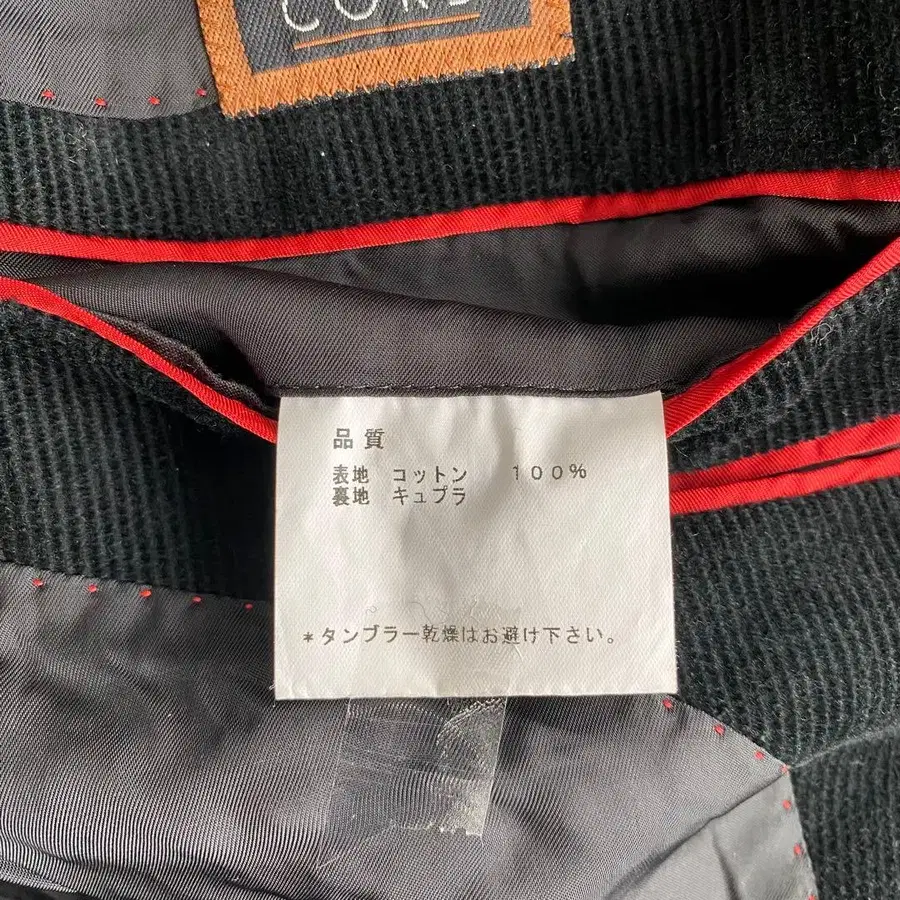 品質
表地 コットン 100%
裏地 キュプラ
*タンブラー乾燥はお避け下さい。